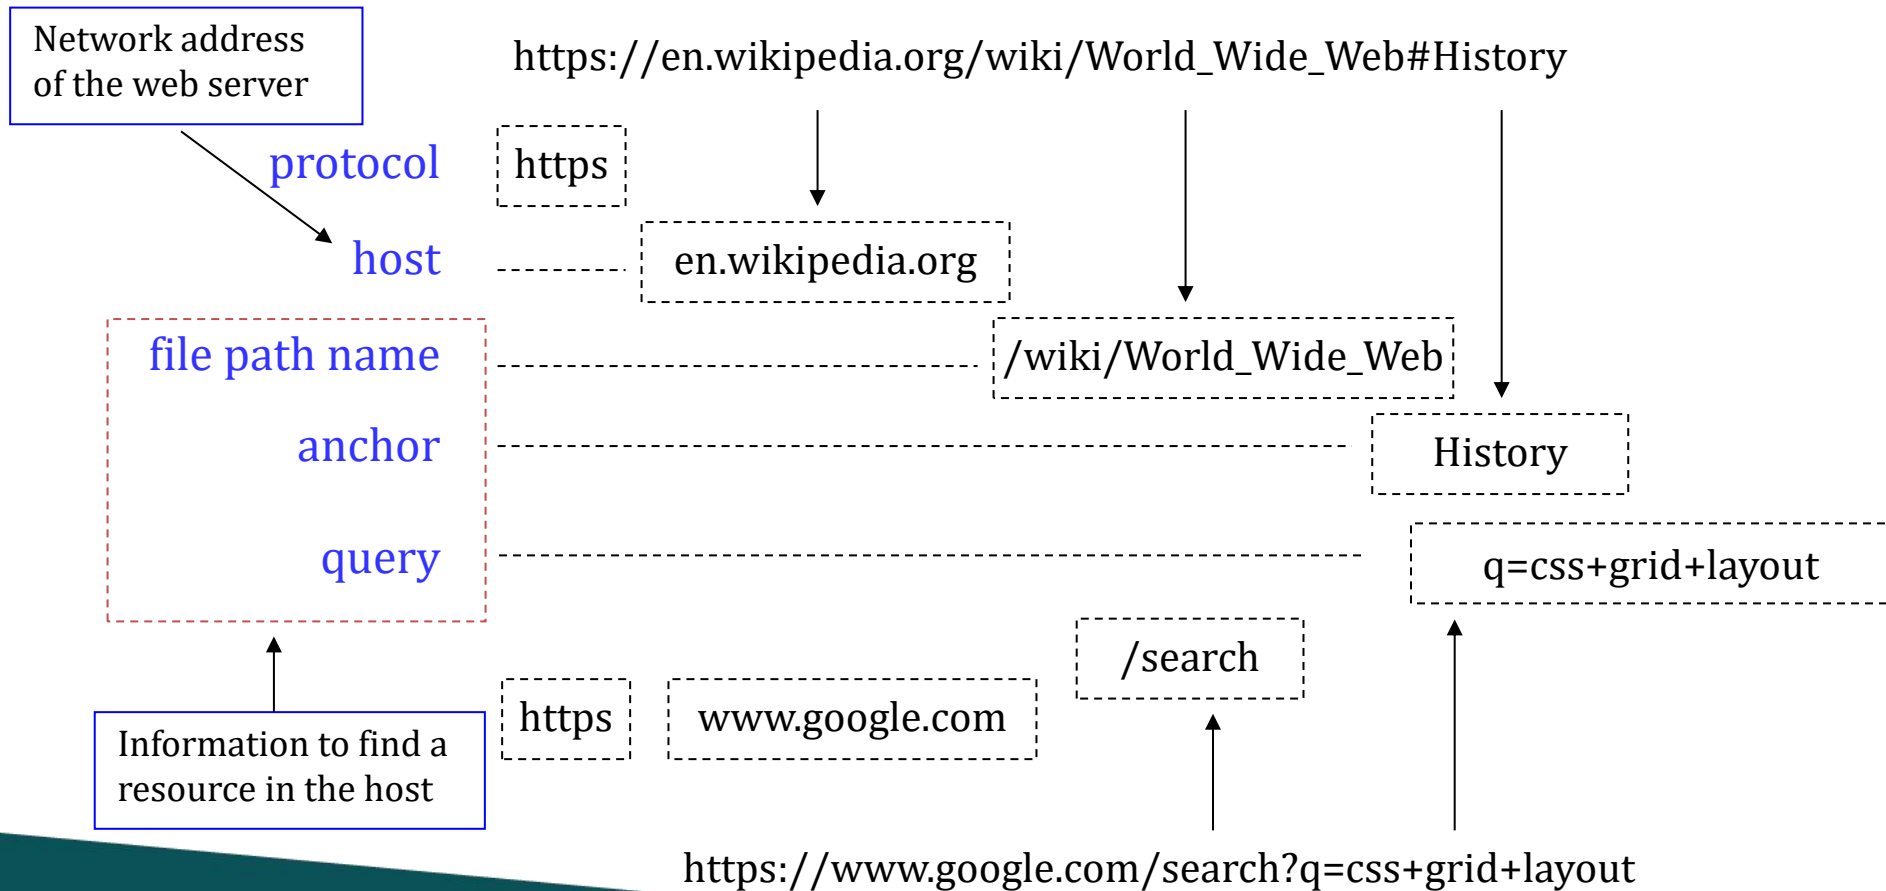 Network address
of the web server
https://en.wikipedia.org/wiki/World_Wide_Web#History
protocol
https
host
en.wikipedia.org
file path name
/wiki/World_Wide_Web
anchor
History
query
q=css+grid+layout
/search
https
www.google.com
Information to find a
resource in the host
https://www.google.com/search?q=css+grid+layout